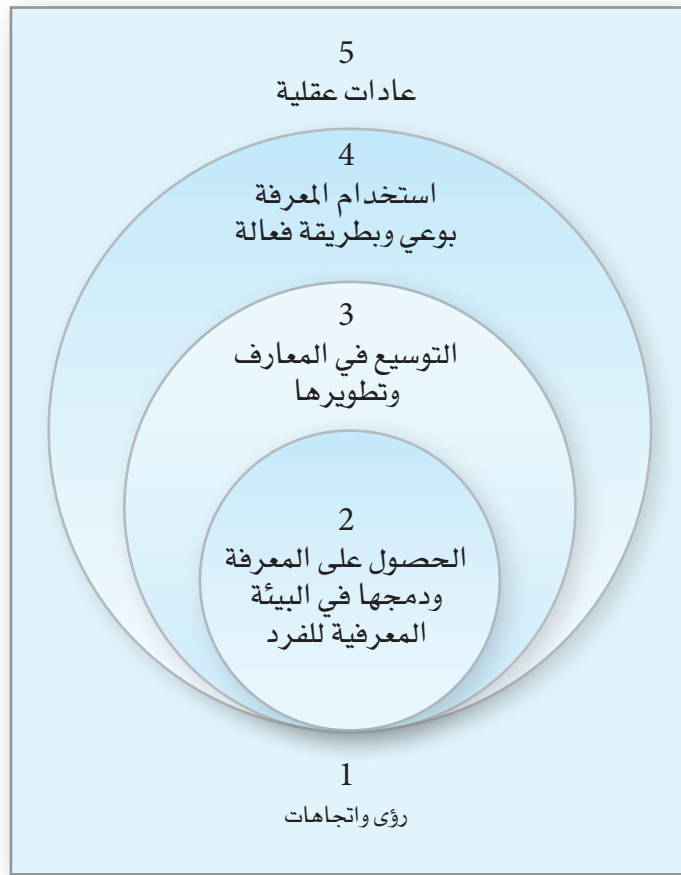 5
عادات عقلية
4
استخدام المعرفة
بوعي وبطريقة فعالة
3
التوسيع في المعارف
وتطويرها
2
الحصول على المعرفة
ودمجها في البيئة
المعرفية للفرد
1
رؤى واتجاهات